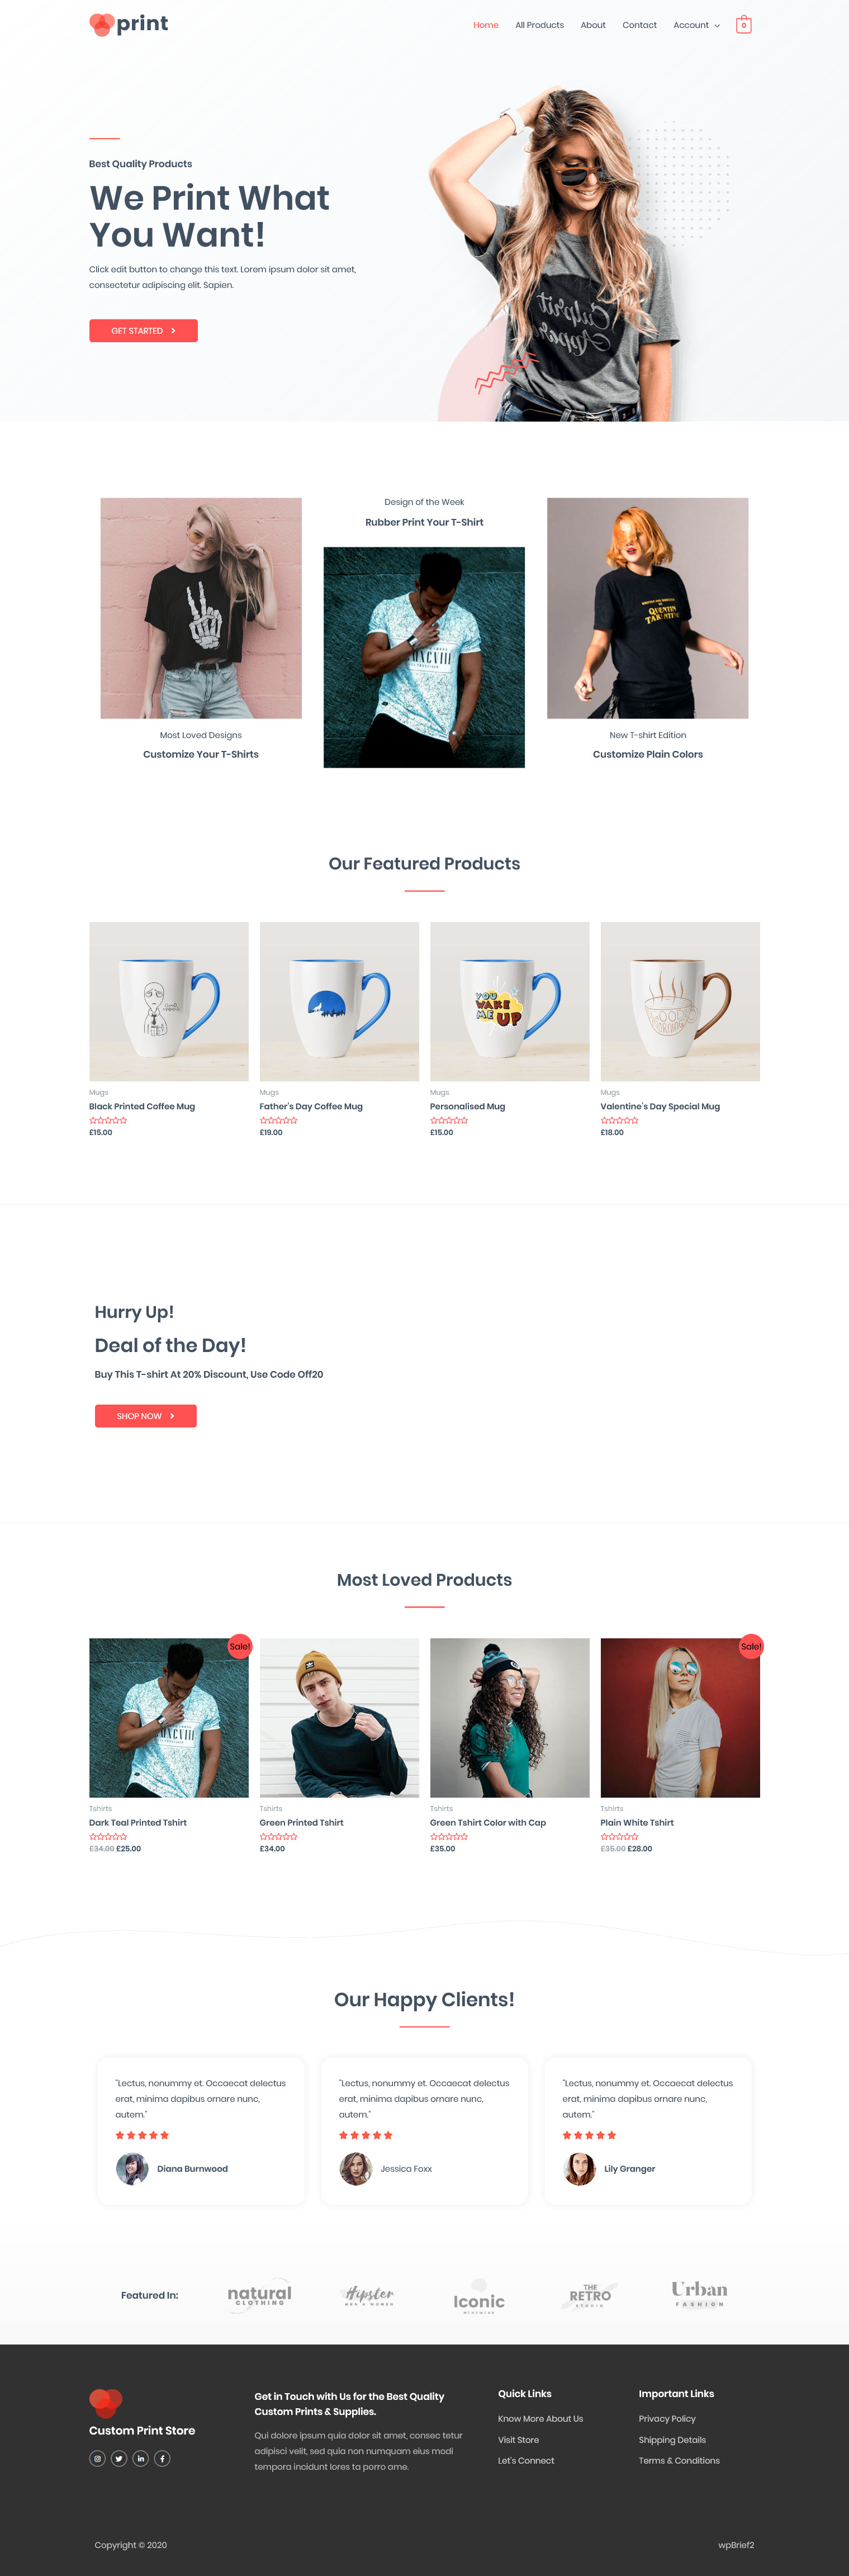 print
Home All Products About Contact Account 0
Best Quality Products
We Print What
You Want!
Click edit button to change this text. Lorem ipsum dolor sit amet,
consectetur adipiscing elit. Sapien.
GET STARTED
Design of the Week
Rubber Print Your T-Shirt
QUENTIN
TARANTINO
Most Loved Designs
Customize Your T-Shirts
New T-shirt Edition
Customize Plain Colors
Our Featured Products
YOU
WAKE
ME UP
Mugs
Black Printed Coffee Mug
£15.00
Mugs
Father's Day Coffee Mug
£19.00
Mugs
Personalised Mug
£15.00
Mugs
Valentine's Day Special Mug
£18.00
Hurry Up!
Deal of the Day!
Buy This T-shirt At 20% Discount, Use Code Off20
SHOP NOW
Most Loved Products
Sale!
Sale!
Tshirts
Dark Teal Printed Tshirt
£34.00 £25.00
Tshirts
Green Printed Tshirt
£34.00
Tshirts
Green Tshirt Color with Cap
£35.00
Tshirts
Plain White Tshirt
£35.00 £28.00
Our Happy Clients!
"Lectus, nonummy et. Occaecat delectus
erat, minima dapibus ornare nunc,
autem."
Diana Burnwood
"Lectus, nonummy et. Occaecat delectus
erat, minima dapibus ornare nunc,
autem."
Jessica Foxx
"Lectus, nonummy et. Occaecat delectus
erat, minima dapibus ornare nunc,
autem."
Lily Granger
Featured In:
natural
CLOTHING
Hipster
MEN & WOMEN
Iconic
MENSWEAR
THE
RETRO
STUDIO
Urban
FASHION
Custom Print Store
Get in Touch with Us for the Best Quality
Custom Prints & Supplies.
Qui dolore ipsum quia dolor sit amet, consec tetur
adipisci velit, sed quia non numquam eius modi
tempora incidunt lores ta porro ame.
Quick Links
Know More About Us
Visit Store
Let's Connect
Important Links
Privacy Policy
Shipping Details
Terms & Conditions
Copyright © 2020
wpBrief2